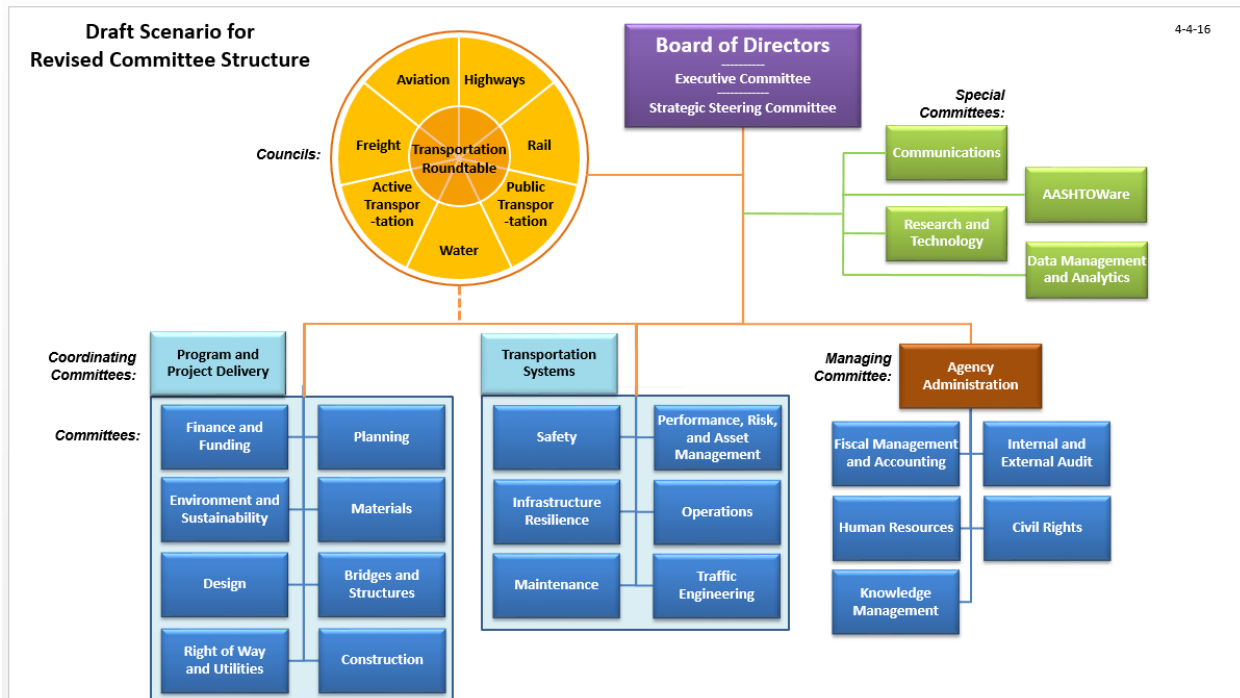 Draft Scenario for
Revised Committee Structure
4-4-16
Board of Directors
----------
Executive Committee
------------
Strategic Steering Committee
Councils:
Aviation
Highways
Freight
Rail
Transportation
Roundtable
Active
Transpor
-tation
Public
Transpor
-tation
Water
Special
Committees:
Communications
AASHTOWare
Research and
Technology
Data Management
and Analytics
Coordinating
Committees:
Program and
Project Delivery
Transportation
Systems
Managing
Committee:
Agency
Administration
Committees:
Finance and
Funding
Planning
Environment and
Sustainability
Materials
Design
Bridges and
Structures
Right of Way
and Utilities
Construction
Safety
Performance, Risk,
and Asset
Management
Infrastructure
Resilience
Operations
Maintenance
Traffic
Engineering
Fiscal Management
and Accounting
Internal and
External Audit
Human Resources
Civil Rights
Knowledge
Management